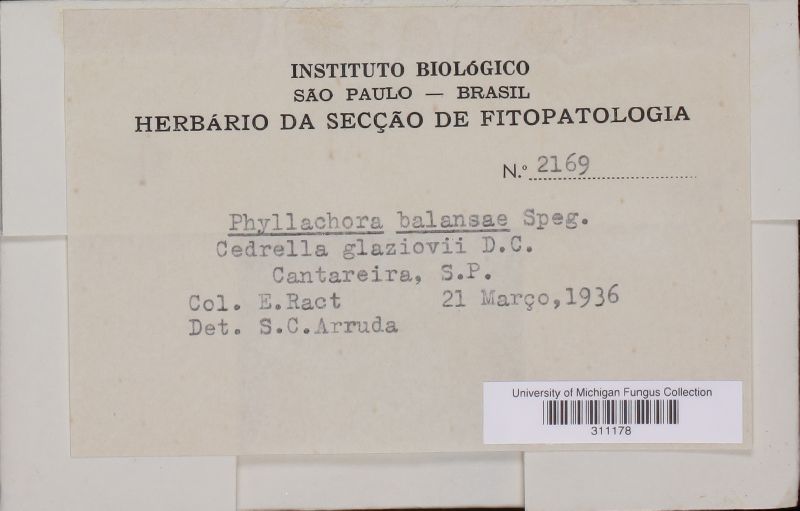 INSTITUTO BIOLÓGICO
SÃO PAULO — BRASIL
HERBÁRIO DA SECÇÃO DE FITOPATOLOGIA
N.º 2169
Phyllachora balansae Speg.
Cedrella glaziovii D.C.
Cantareira, S.P.
Col. E.Ract 21 Março,1936
Det. S.C.Arruda
University of Michigan Fungus Collection
311178